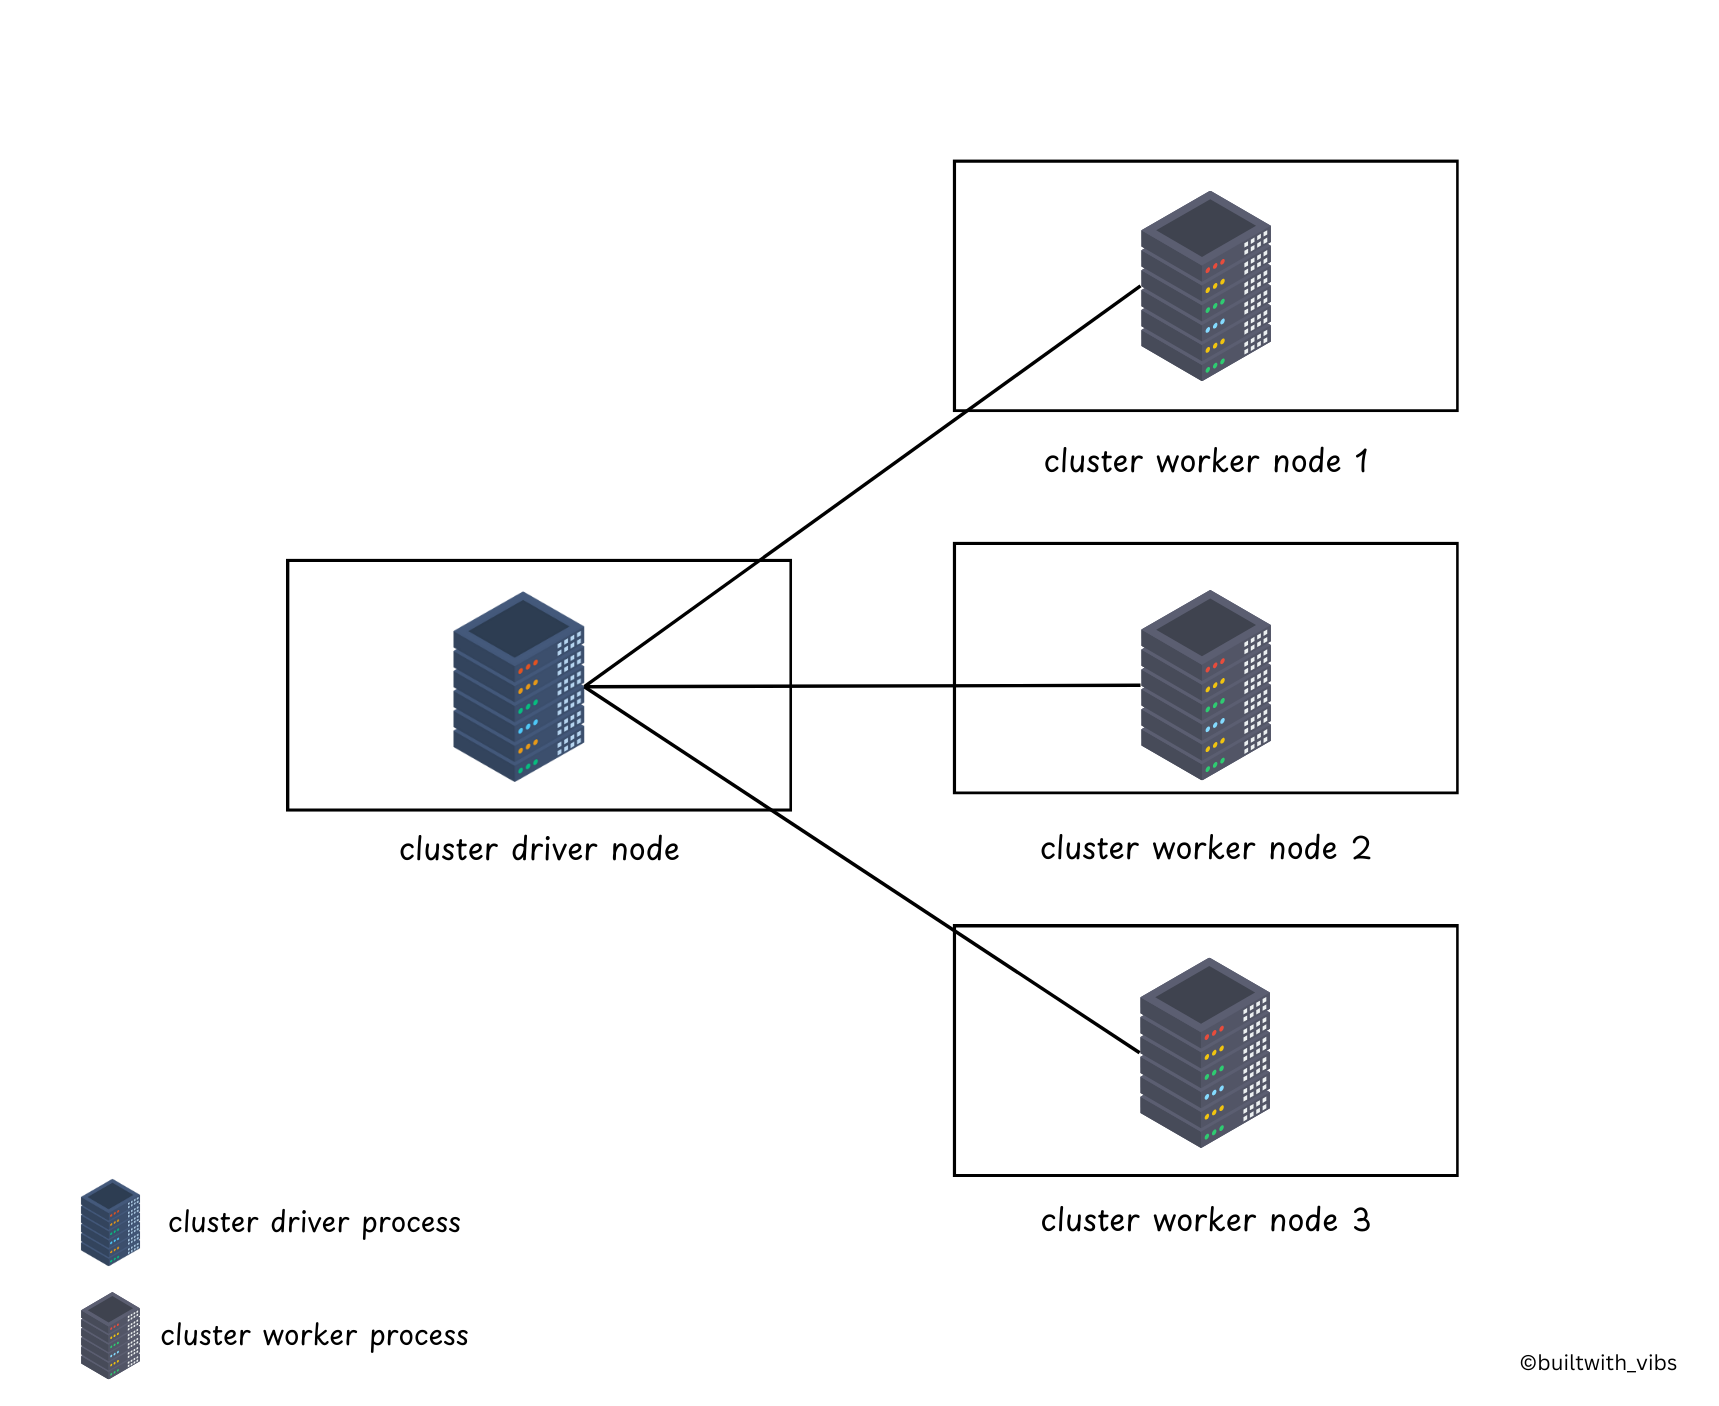 cluster worker node 1
cluster driver node
cluster worker node 2
cluster worker node 3
cluster driver process
cluster worker process
©builtwith_vibs